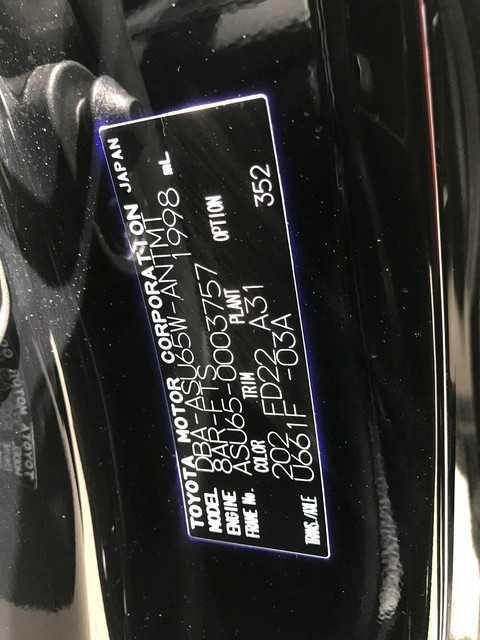 TOYOTA MOTOR CORPORATION JAPAN
MODEL DBA-ASU65W-ANTMT
ENGINE 8AR-FTS 1998 mL
FRAME No. ASU65-0003757
COLOR TRIM PLANT OPTION
202 FD22 A31 352
TRANS./AXLE U661F -03A